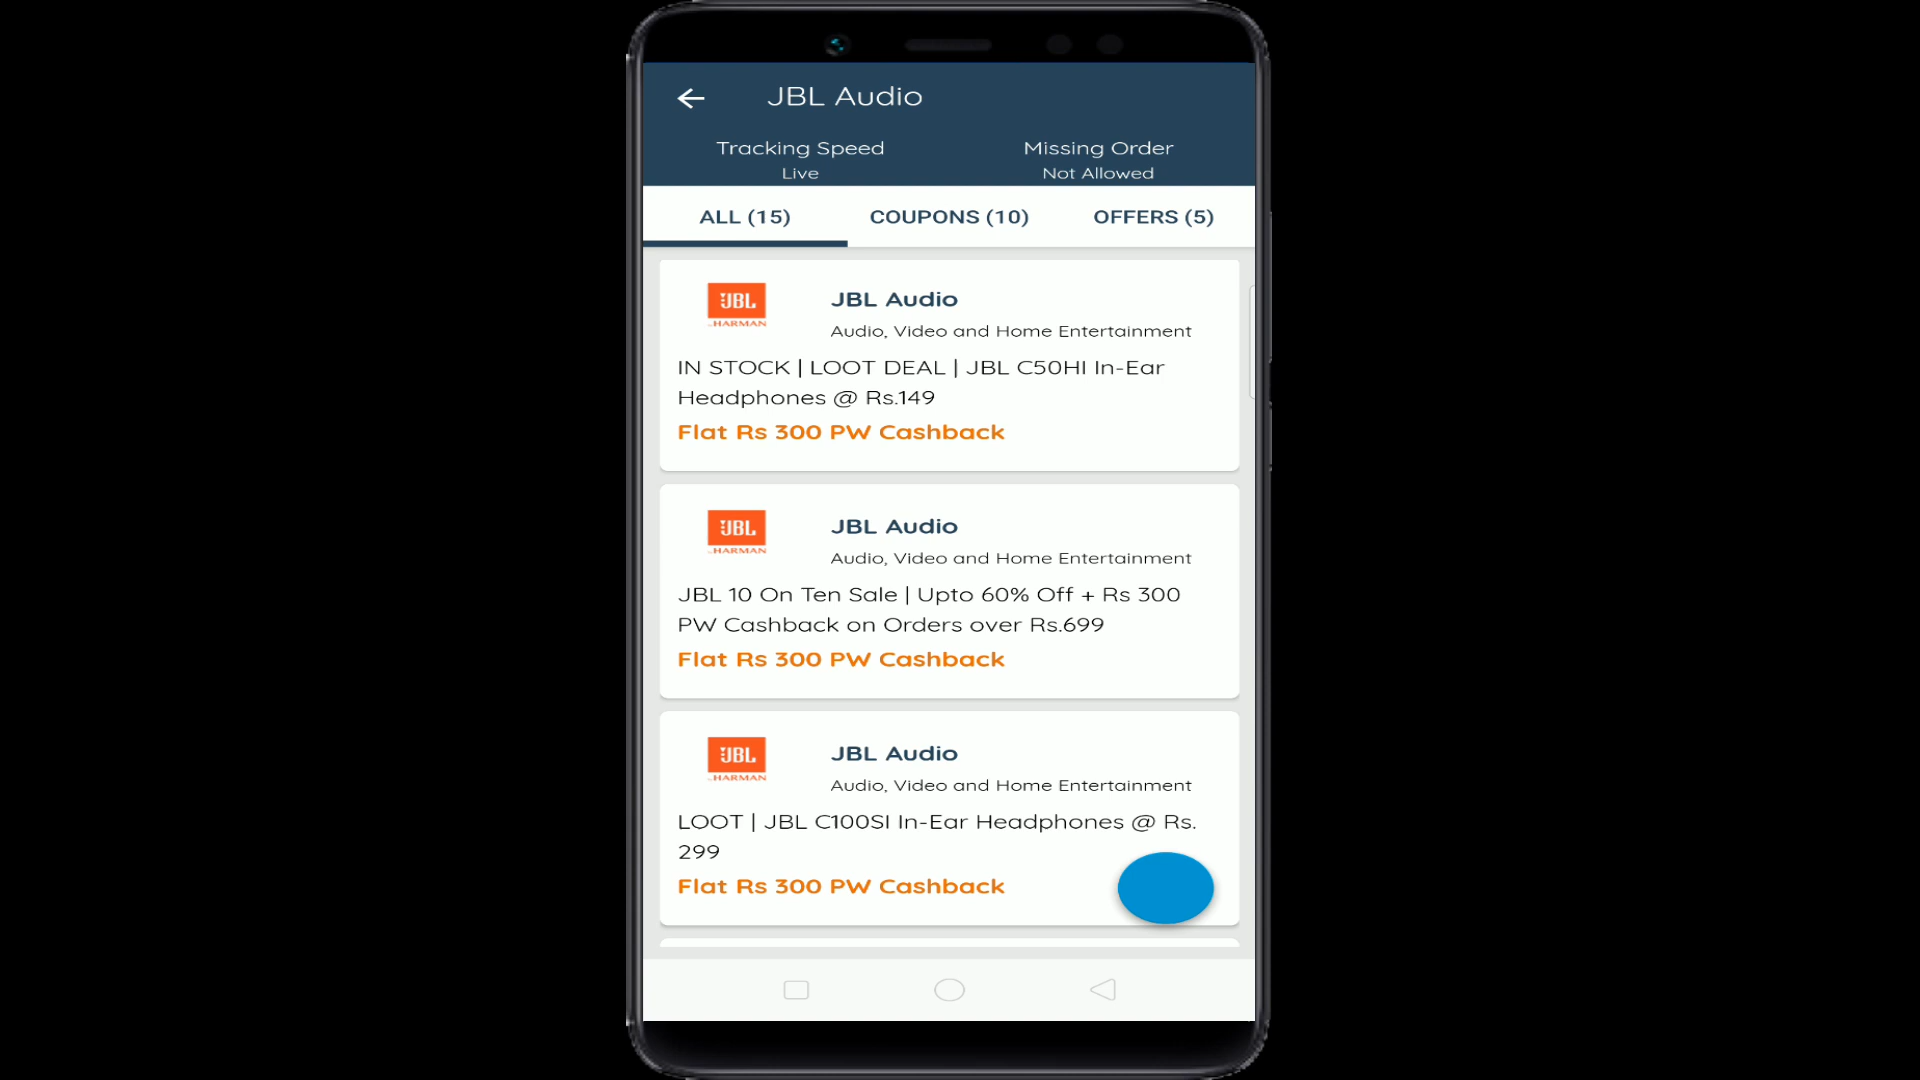 JBL Audio
Tracking Speed
Live
Missing Order
Not Allowed
ALL (15)
COUPONS (10)
OFFERS (5)
JBL
HARMAN
JBL Audio
Audio, Video and Home Entertainment
IN STOCK | LOOT DEAL | JBL C50HI In-Ear
Headphones @ Rs.149
Flat Rs 300 PW Cashback
JBL
HARMAN
JBL Audio
Audio, Video and Home Entertainment
JBL 10 On Ten Sale | Upto 60% Off + Rs 300
PW Cashback on Orders over Rs.699
Flat Rs 300 PW Cashback
JBL
HARMAN
JBL Audio
Audio, Video and Home Entertainment
LOOT | JBL C100SI In-Ear Headphones @ Rs.
299
Flat Rs 300 PW Cashback